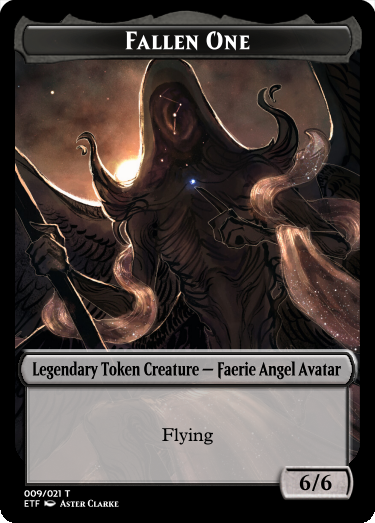 Fallen One
Legendary Token Creature — Faerie Angel Avatar
Flying
6/6
009/021 T
ETF Aster Clarke